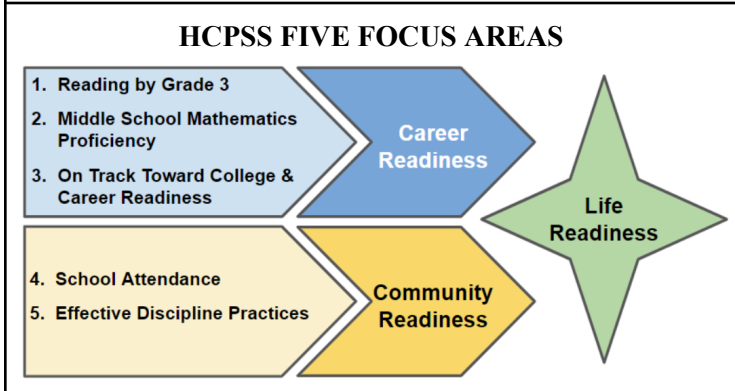 HCPSS FIVE FOCUS AREAS
1. Reading by Grade 3
2. Middle School Mathematics
Proficiency
3. On Track Toward College &
Career Readiness
Career
Readiness
4. School Attendance
5. Effective Discipline Practices
Community
Readiness
Life
Readiness